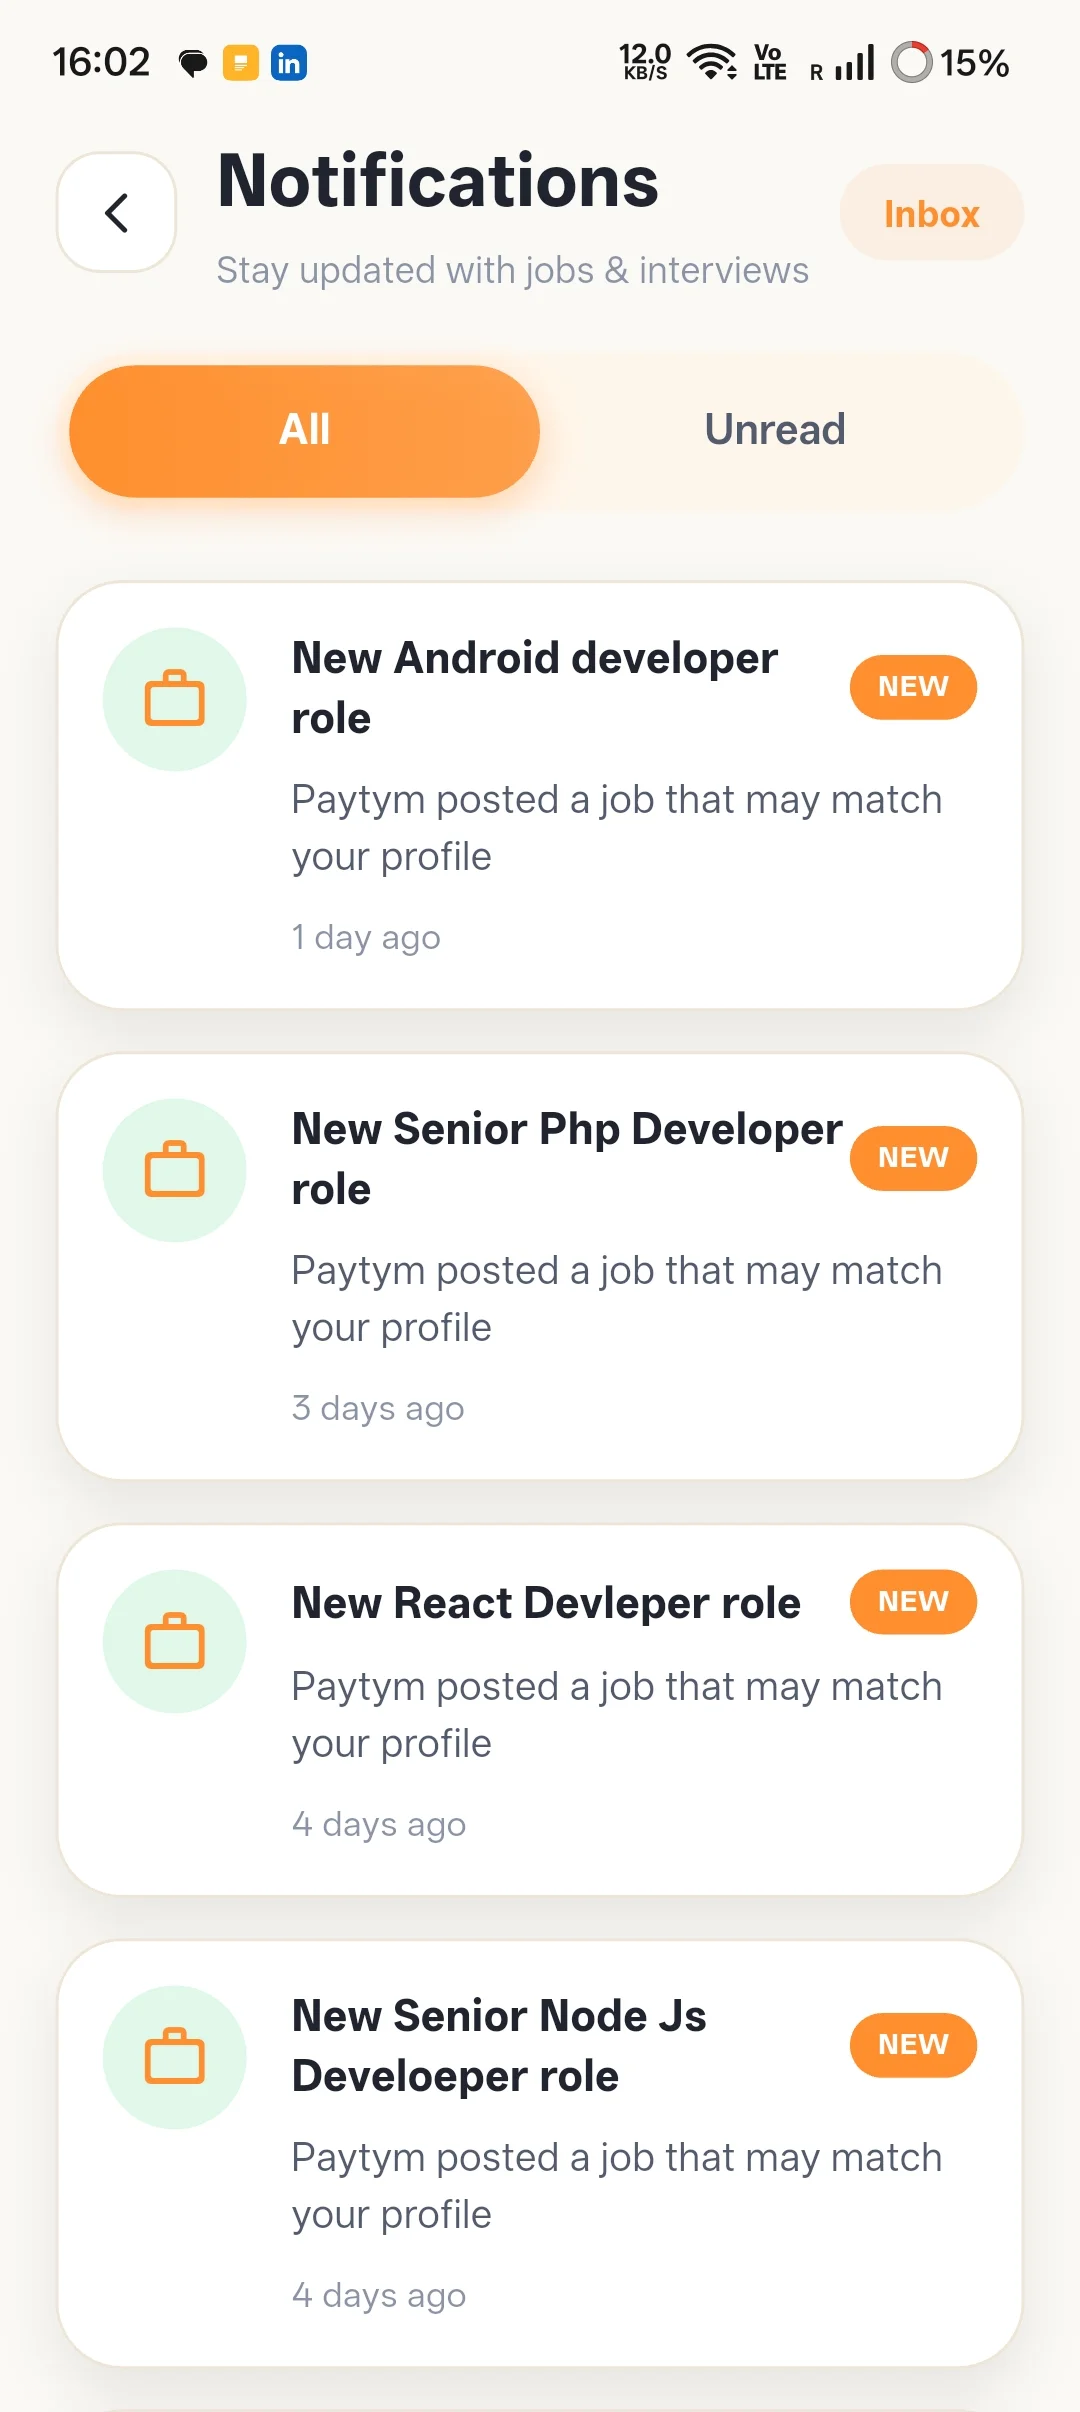 16:02 in 12.0 KB/S Vo LTE R 15%
Notifications
Inbox
Stay updated with jobs & interviews
All Unread
New Android developer
role
NEW
Paytym posted a job that may match
your profile
1 day ago
New Senior Php Developer
role
NEW
Paytym posted a job that may match
your profile
3 days ago
New React Devleper role
NEW
Paytym posted a job that may match
your profile
4 days ago
New Senior Node Js
Develoeper role
NEW
Paytym posted a job that may match
your profile
4 days ago